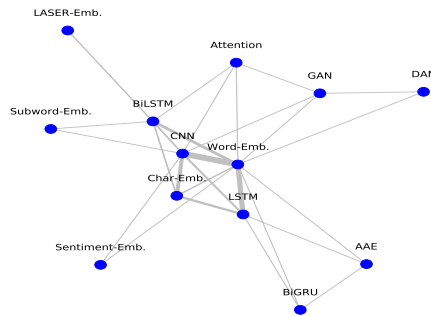 LASER-Emb.
Attention
GAN
DAN
BiLSTM
Subword-Emb.
CNN
Word-Emb.
Char-Emb.
LSTM
Sentiment-Emb.
AAE
BiGRU